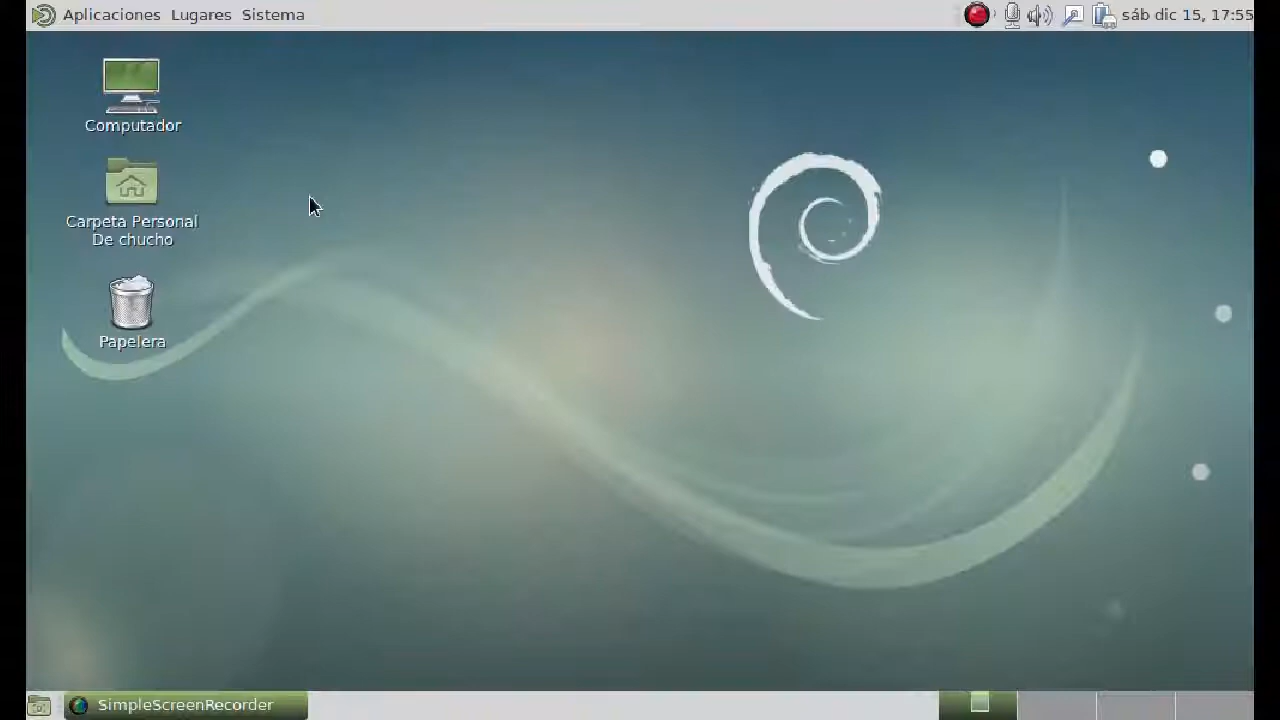 Aplicaciones Lugares Sistema
sáb dic 15, 17:55
Computador
Carpeta Personal
De chucho
Papelera
SimpleScreenRecorder